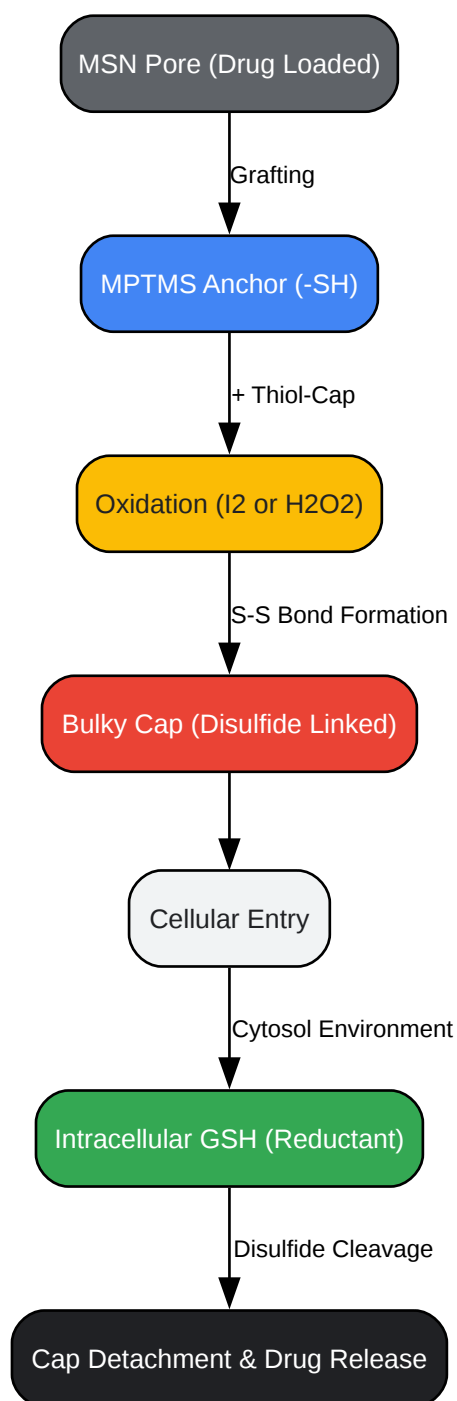 MSN Pore (Drug Loaded)
Grafting
MPTMS Anchor (-SH)
+ Thiol-Cap
Oxidation (I2 or H2O2)
S-S Bond Formation
Bulky Cap (Disulfide Linked)
Cellular Entry
Cytosol Environment
Intracellular GSH (Reductant)
Disulfide Cleavage
Cap Detachment & Drug Release